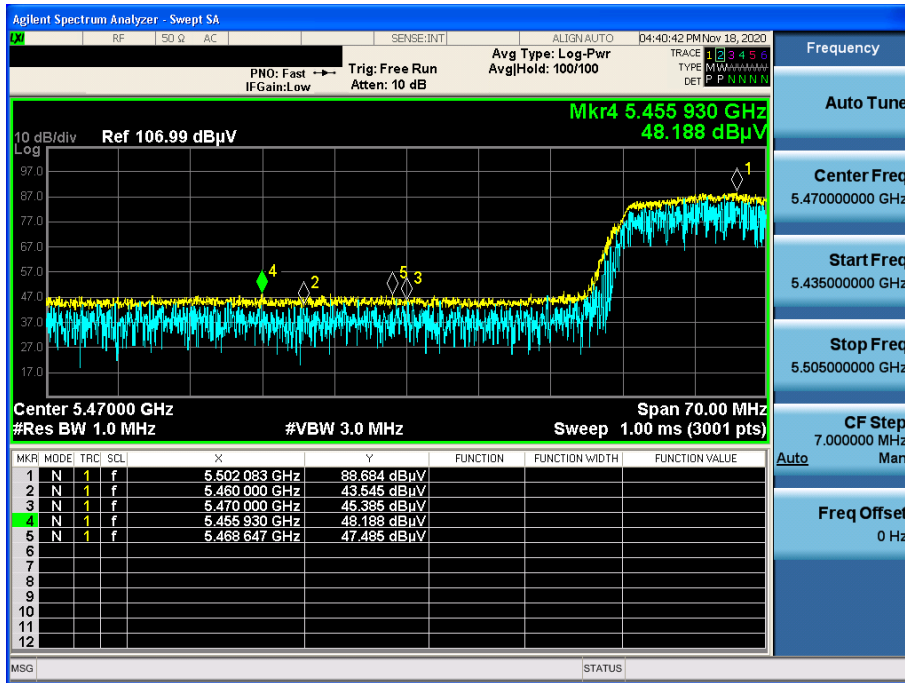 Agilent Spectrum Analyzer - Swept SA
LXI RF 50 Ω AC SENSE:INT ALIGN AUTO 04:40:42 PM Nov 18, 2020
Frequency
PNO: Fast
IFGain:Low
Trig: Free Run
Atten: 10 dB
Avg Type: Log-Pwr
Avg|Hold: 100/100
TRACE 1 2 3 4 5 6
TYPE M W
DET P P N N N N
Mkr4 5.455 930 GHz
48.188 dBµV
10 dB/div Ref 106.99 dBµV
Log
97.0
87.0
77.0
67.0
57.0
47.0
37.0
27.0
17.0
1
4
2
5
3
Center 5.47000 GHz Span 70.00 MHz
#Res BW 1.0 MHz #VBW 3.0 MHz Sweep 1.00 ms (3001 pts)
MKR MODE TRC SCL X Y FUNCTION FUNCTION WIDTH FUNCTION VALUE
1 N 1 f 5.502 083 GHz 88.684 dBµV
2 N 1 f 5.460 000 GHz 43.545 dBµV
3 N 1 f 5.470 000 GHz 45.385 dBµV
4 N 1 f 5.455 930 GHz 48.188 dBµV
5 N 1 f 5.468 647 GHz 47.485 dBµV
6
7
8
9
10
11
12
MSG STATUS
Auto Tune
Center Freq
5.470000000 GHz
Start Freq
5.435000000 GHz
Stop Freq
5.505000000 GHz
CF Step
7.000000 MHz
Auto Man
Freq Offset
0 Hz